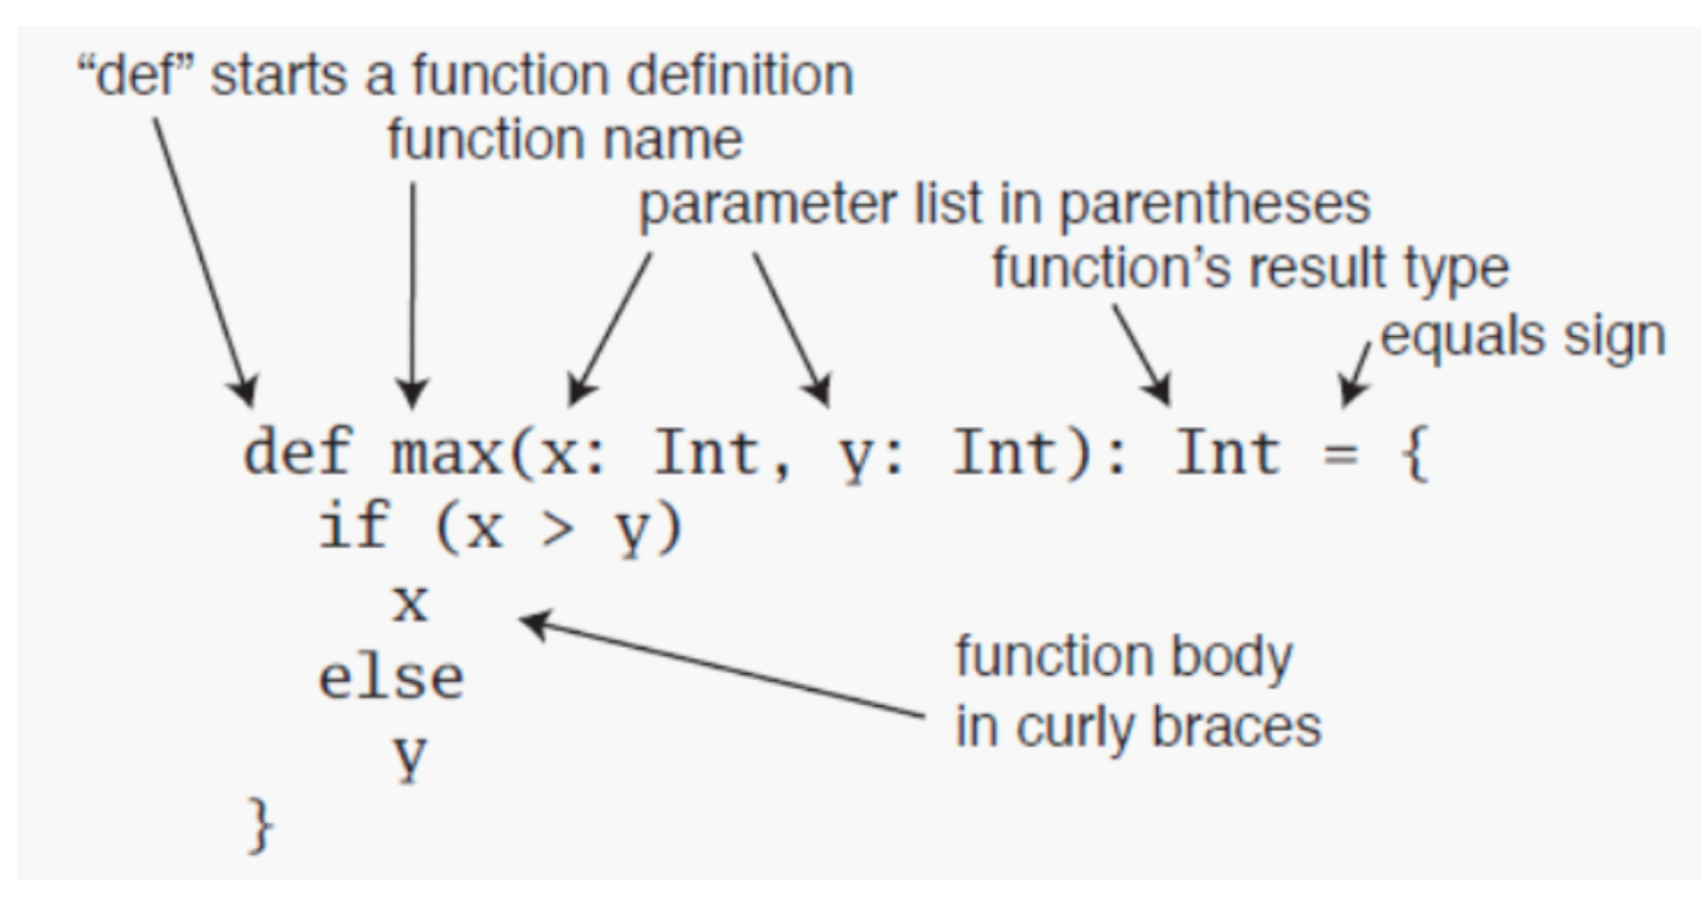 “def” starts a function definition
function name
parameter list in parentheses
function’s result type
equals sign
def max(x: Int, y: Int): Int = {
if (x > y)
x
else
y
}
function body
in curly braces